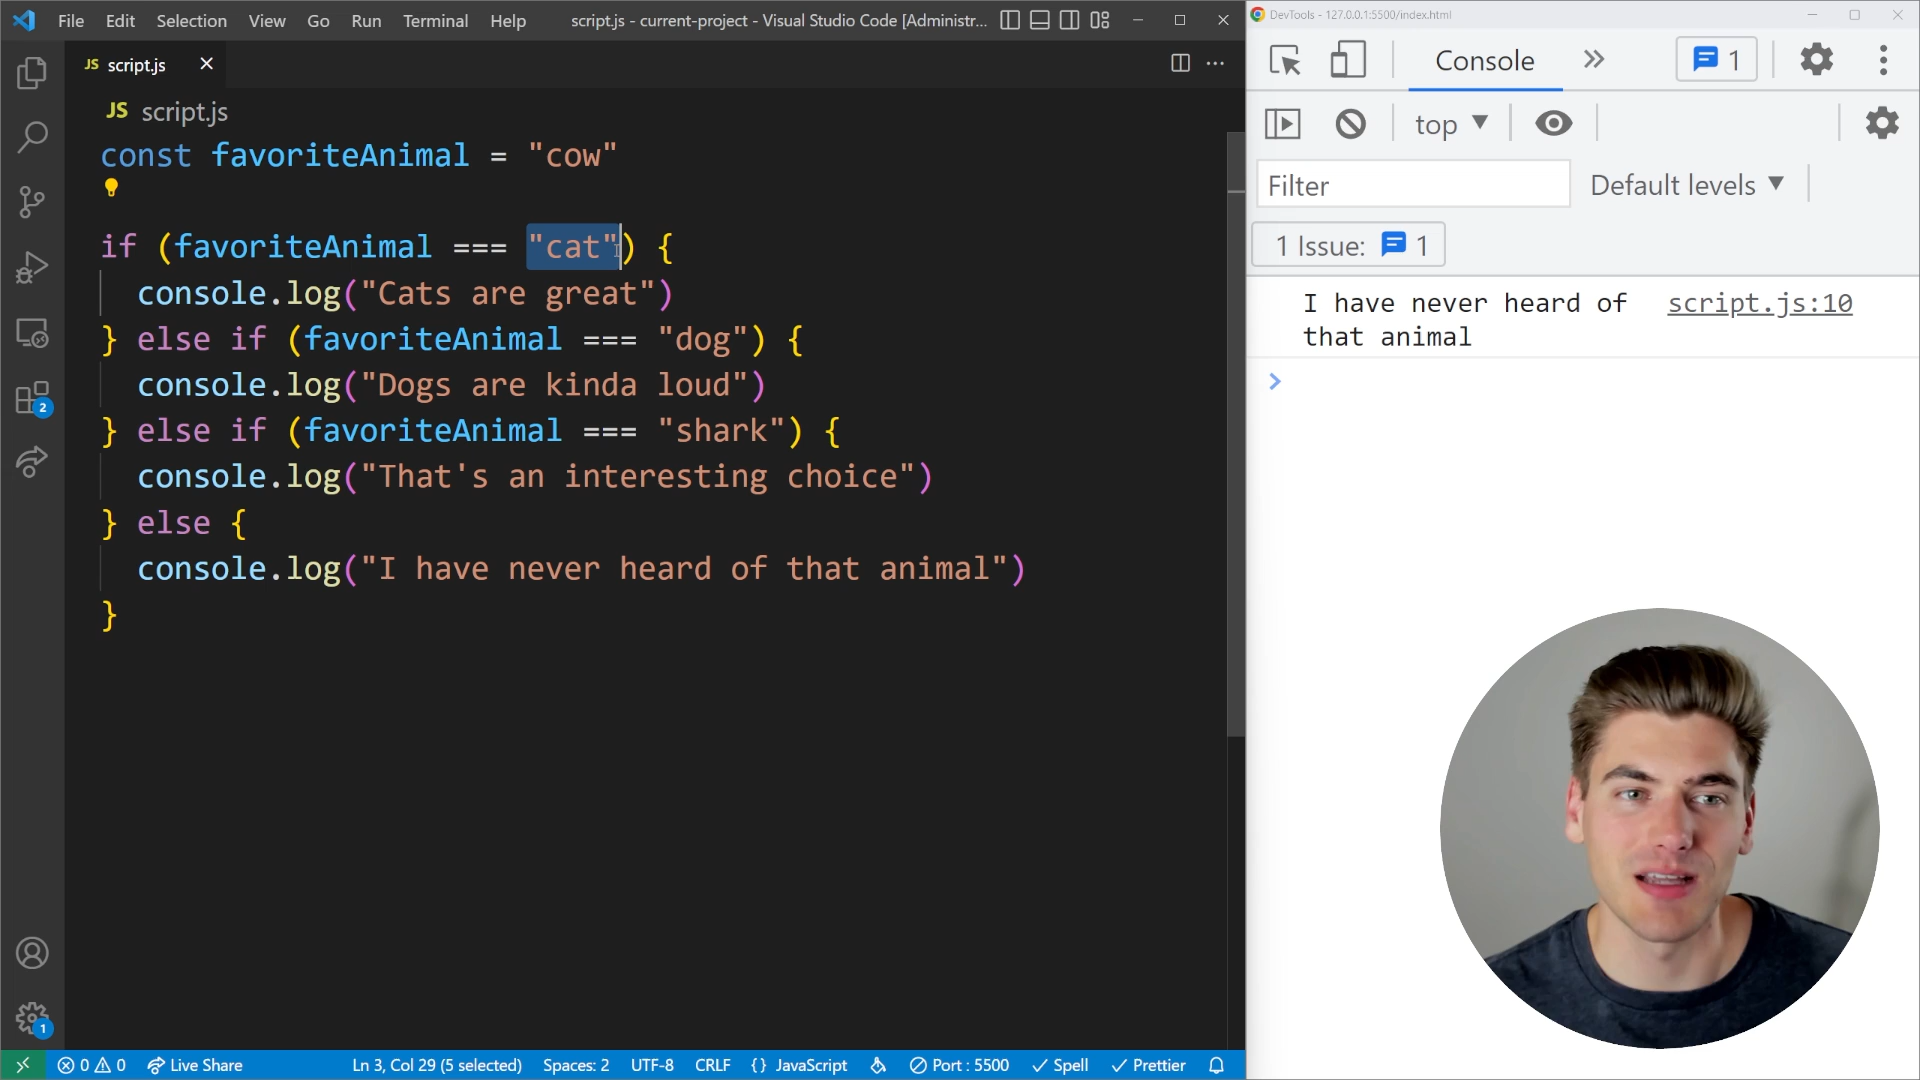 File Edit Selection View Go Run Terminal Help script.js - current-project - Visual Studio Code [Administr...
JS script.js
JS script.js
const favoriteAnimal = "cow"
if (favoriteAnimal === "cat") {
console.log("Cats are great")
} else if (favoriteAnimal === "dog") {
console.log("Dogs are kinda loud")
} else if (favoriteAnimal === "shark") {
console.log("That's an interesting choice")
} else {
console.log("I have never heard of that animal")
}
2
1
0 0 Live Share Ln 3, Col 29 (5 selected) Spaces: 2 UTF-8 CRLF {} JavaScript Port : 5500 Spell Prettier
DevTools - 127.0.0.1:5500/index.html
Console 1
top
Filter Default levels
1 Issue: 1
I have never heard of script.js:10
that animal